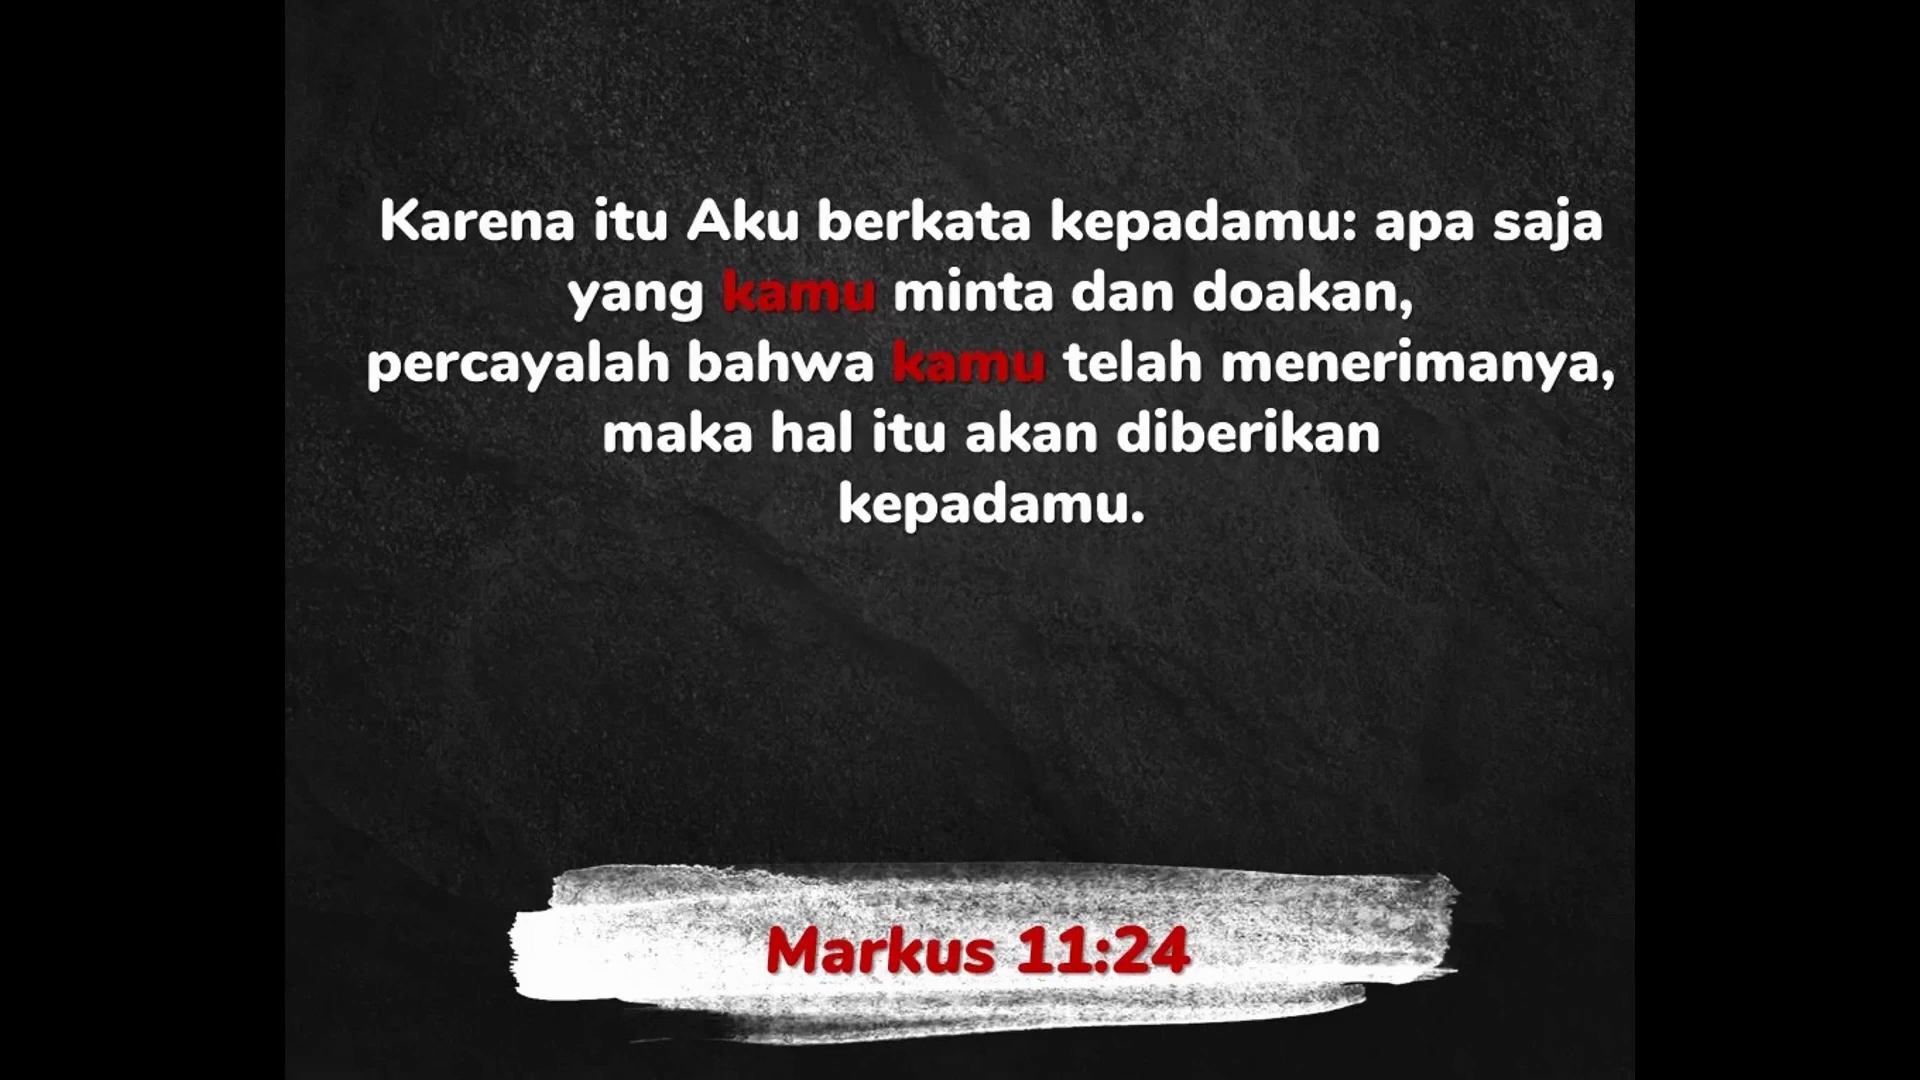 Karena itu Aku berkata kepadamu: apa saja
yang kamu minta dan doakan,
percayalah bahwa kamu telah menerimanya,
maka hal itu akan diberikan
kepadamu.
Markus 11:24